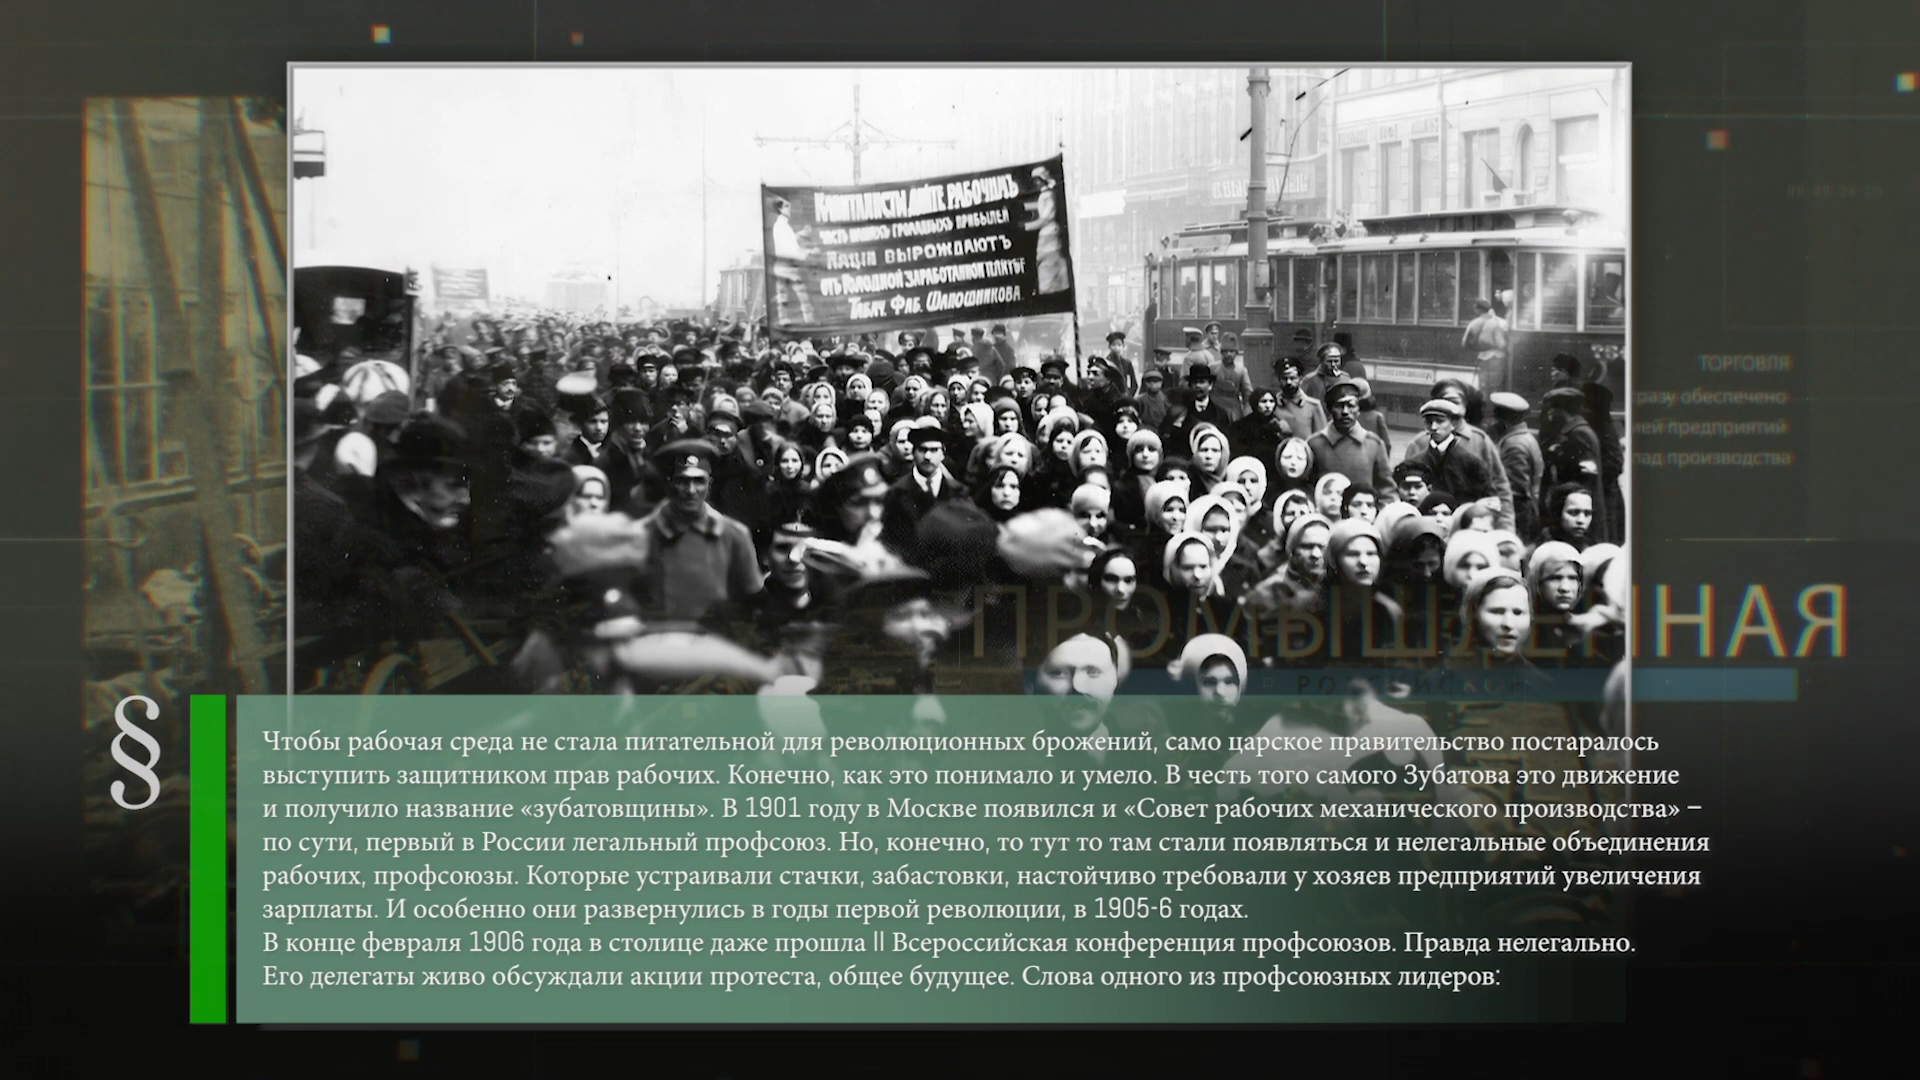 КАПИТАЛИСТИ, ДАЙТЕ РАБОЧИМЪ
ЧАСТЬ ВАШИХЪ ГРОМАДНЫХЪ ПРИБЫЛЕЙ
НАЦIЯ ВЫРОЖДАЮТЪ
ОТЪ ГОЛОДНОЙ ЗАРАБОТАННОЙ ПЛАТЫ
ТАБАЧ. ФАБ. ШАПОШНИКОВА.
ТОРГОВЛЯ
разу обеспечено
ией предприятий
лад производства
ПРОМЫШЛЕННАЯ
§
Чтобы рабочая среда не стала питательной для революционных брожений, само царское правительство постаралось
выступить защитником прав рабочих. Конечно, как это понимало и умело. В честь того самого Зубатова это движение
и получило название «зубатовщины». В 1901 году в Москве появился и «Совет рабочих механического производства» –
по сути, первый в России легальный профсоюз. Но, конечно, то тут то там стали появляться и нелегальные объединения
рабочих, профсоюзы. Которые устраивали стачки, забастовки, настойчиво требовали у хозяев предприятий увеличения
зарплаты. И особенно они развернулись в годы первой революции, в 1905-6 годах.
В конце февраля 1906 года в столице даже прошла II Всероссийская конференция профсоюзов. Правда нелегально.
Его делегаты живо обсуждали акции протеста, общее будущее. Слова одного из профсоюзных лидеров: